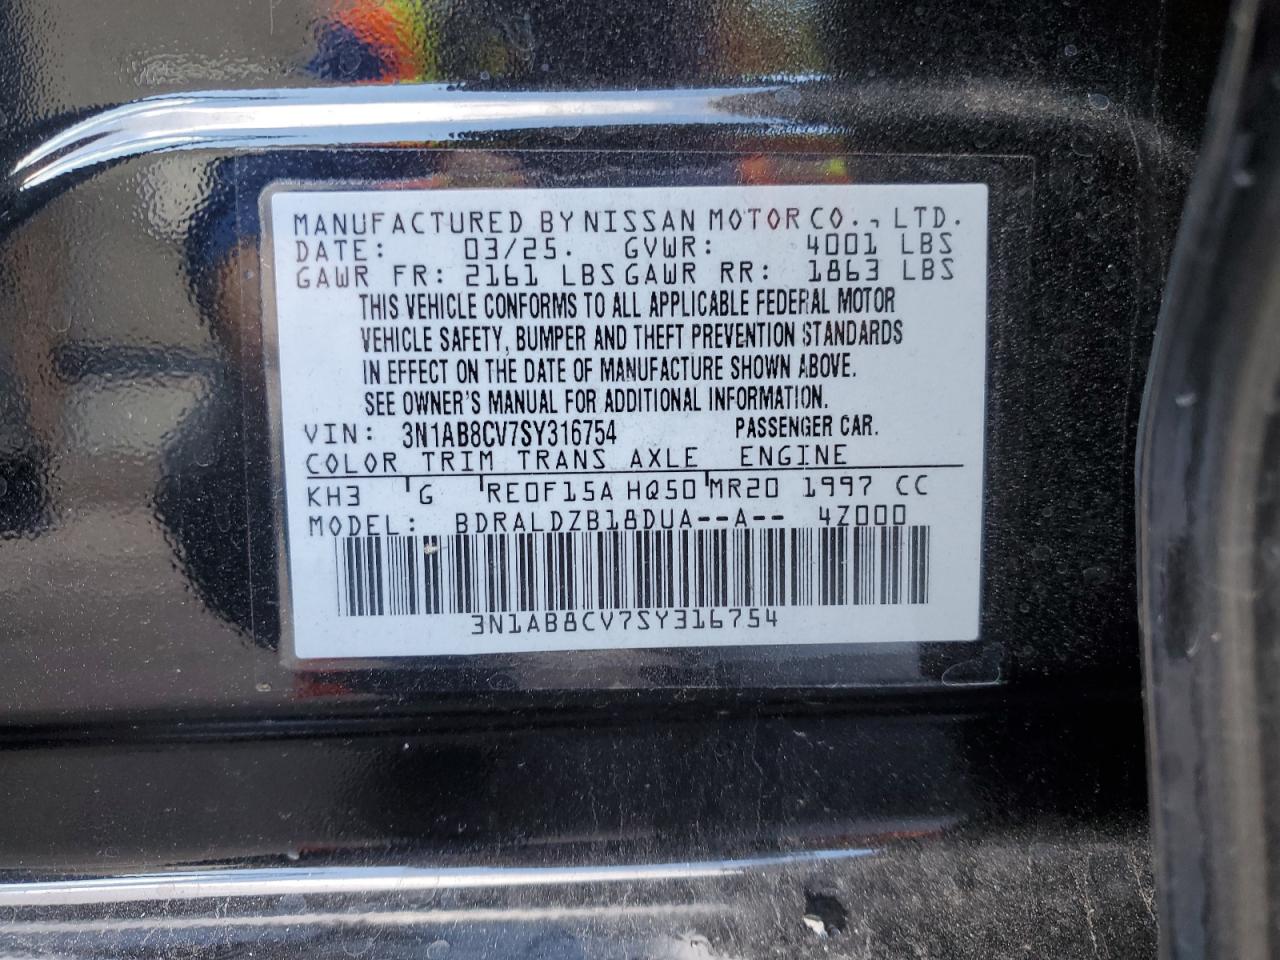 MANUFACTURED BY NISSAN MOTOR CO., LTD.
DATE: 03/25. GVWR: 4001 LBS
GAWR FR: 2161 LBS GAWR RR: 1863 LBS
THIS VEHICLE CONFORMS TO ALL APPLICABLE FEDERAL MOTOR
VEHICLE SAFETY, BUMPER AND THEFT PREVENTION STANDARDS
IN EFFECT ON THE DATE OF MANUFACTURE SHOWN ABOVE.
SEE OWNER'S MANUAL FOR ADDITIONAL INFORMATION.
VIN: 3N1AB8CV7SY316754 PASSENGER CAR.
COLOR TRIM TRANS AXLE ENGINE
KH3 G RE0F15A HQ50 MR20 1997 CC
MODEL: BDRALDZB18DUA--A-- 4Z000
3N1AB8CV7SY316754